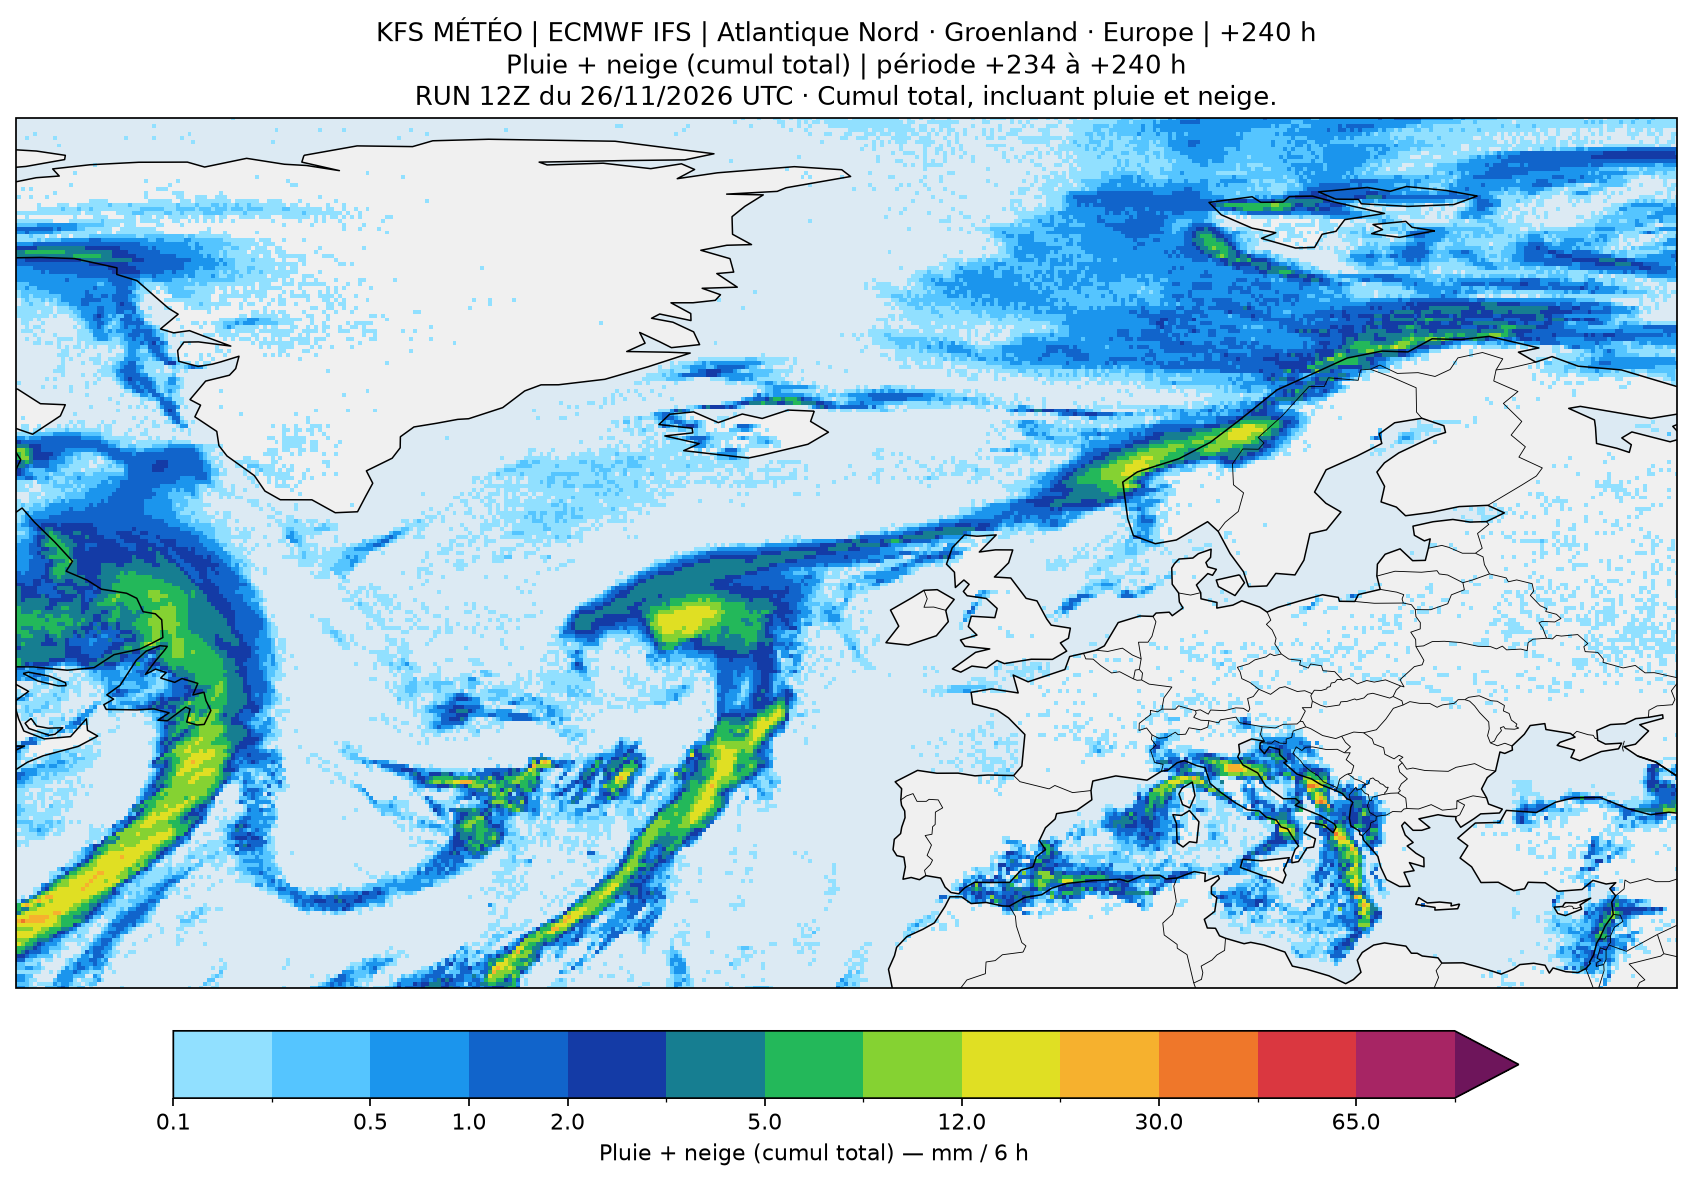 KFS MÉTÉO | ECMWF IFS | Atlantique Nord · Groenland · Europe | +240 h
Pluie + neige (cumul total) | période +234 à +240 h
RUN 12Z du 26/11/2026 UTC · Cumul total, incluant pluie et neige.
0.1 0.5 1.0 2.0 5.0 12.0 30.0 65.0
Pluie + neige (cumul total) — mm / 6 h